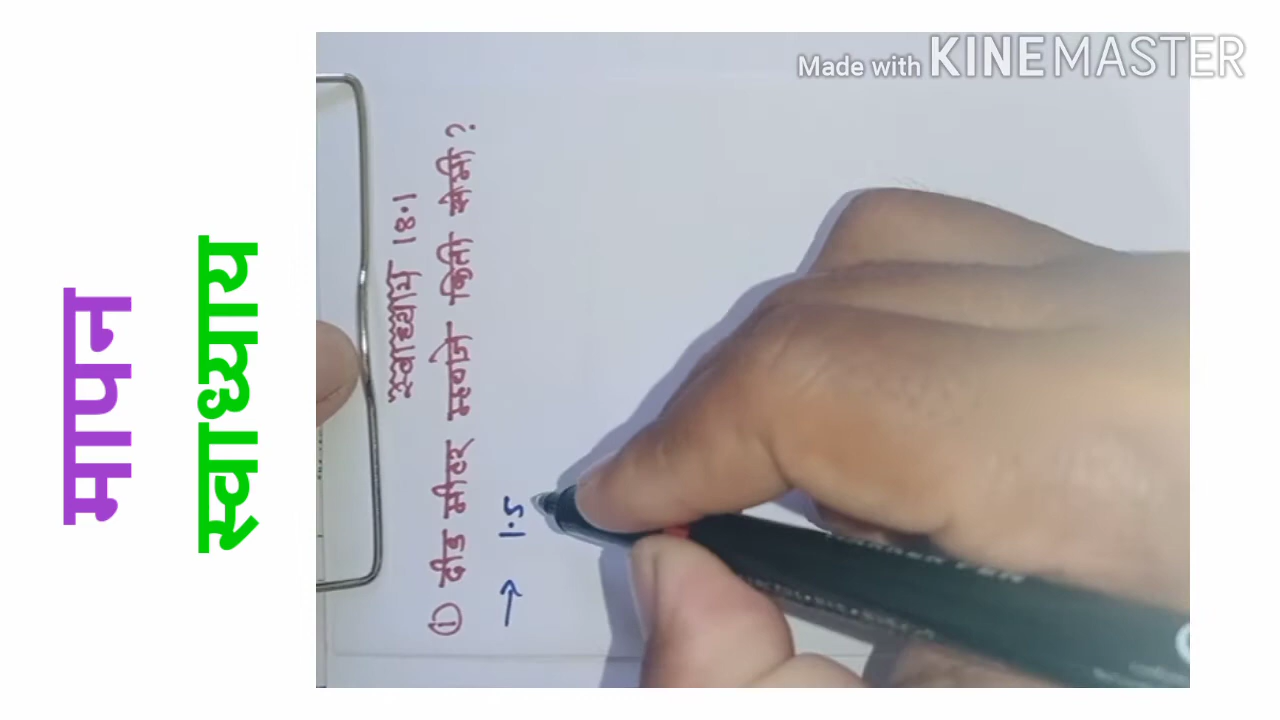 Made with KINEMASTER
मापन
स्वाध्याय
स्वाध्याय 18.1
① दीड मीटर म्हणजे किती सेमी ?
→ 1.5